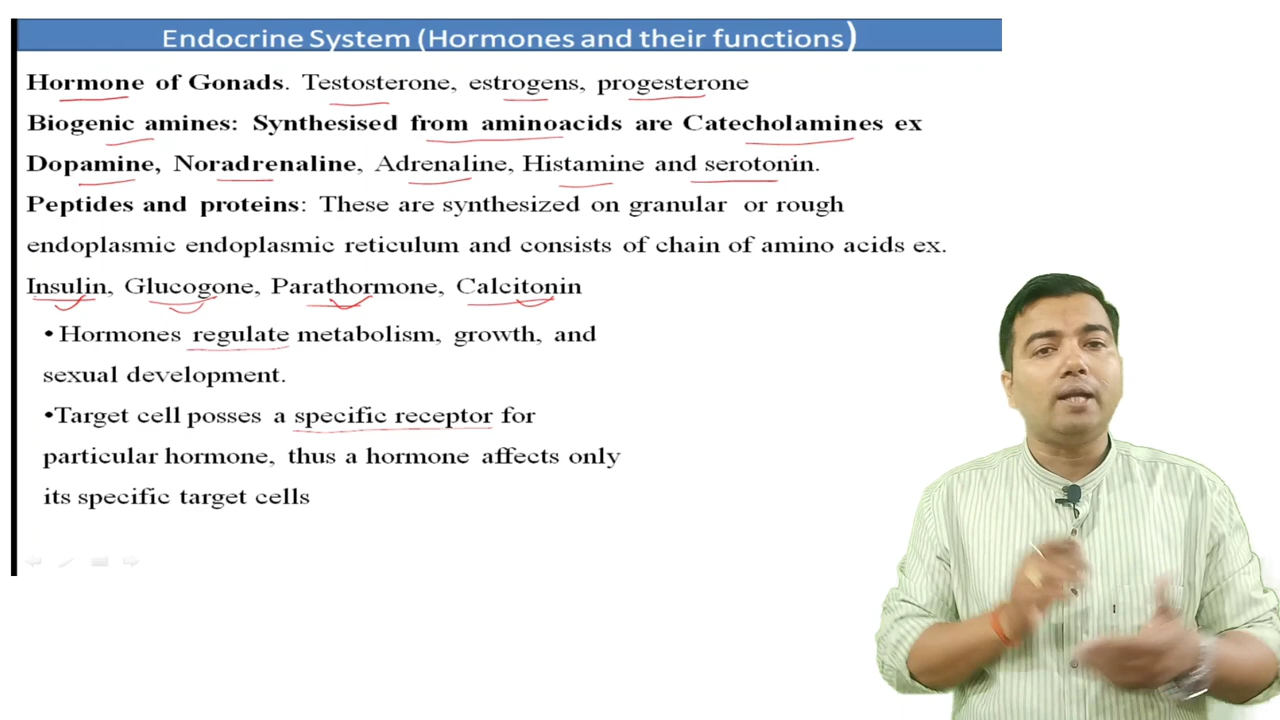 Endocrine System (Hormones and their functions)
Hormone of Gonads. Testosterone, estrogens, progesterone
Biogenic amines: Synthesised from aminoacids are Catecholamines ex
Dopamine, Noradrenaline, Adrenaline, Histamine and serotonin.
Peptides and proteins: These are synthesized on granular or rough
endoplasmic endoplasmic reticulum and consists of chain of amino acids ex.
Insulin, Glucogone, Parathormone, Calcitonin
•Hormones regulate metabolism, growth, and
sexual development.
•Target cell posses a specific receptor for
particular hormone, thus a hormone affects only
its specific target cells